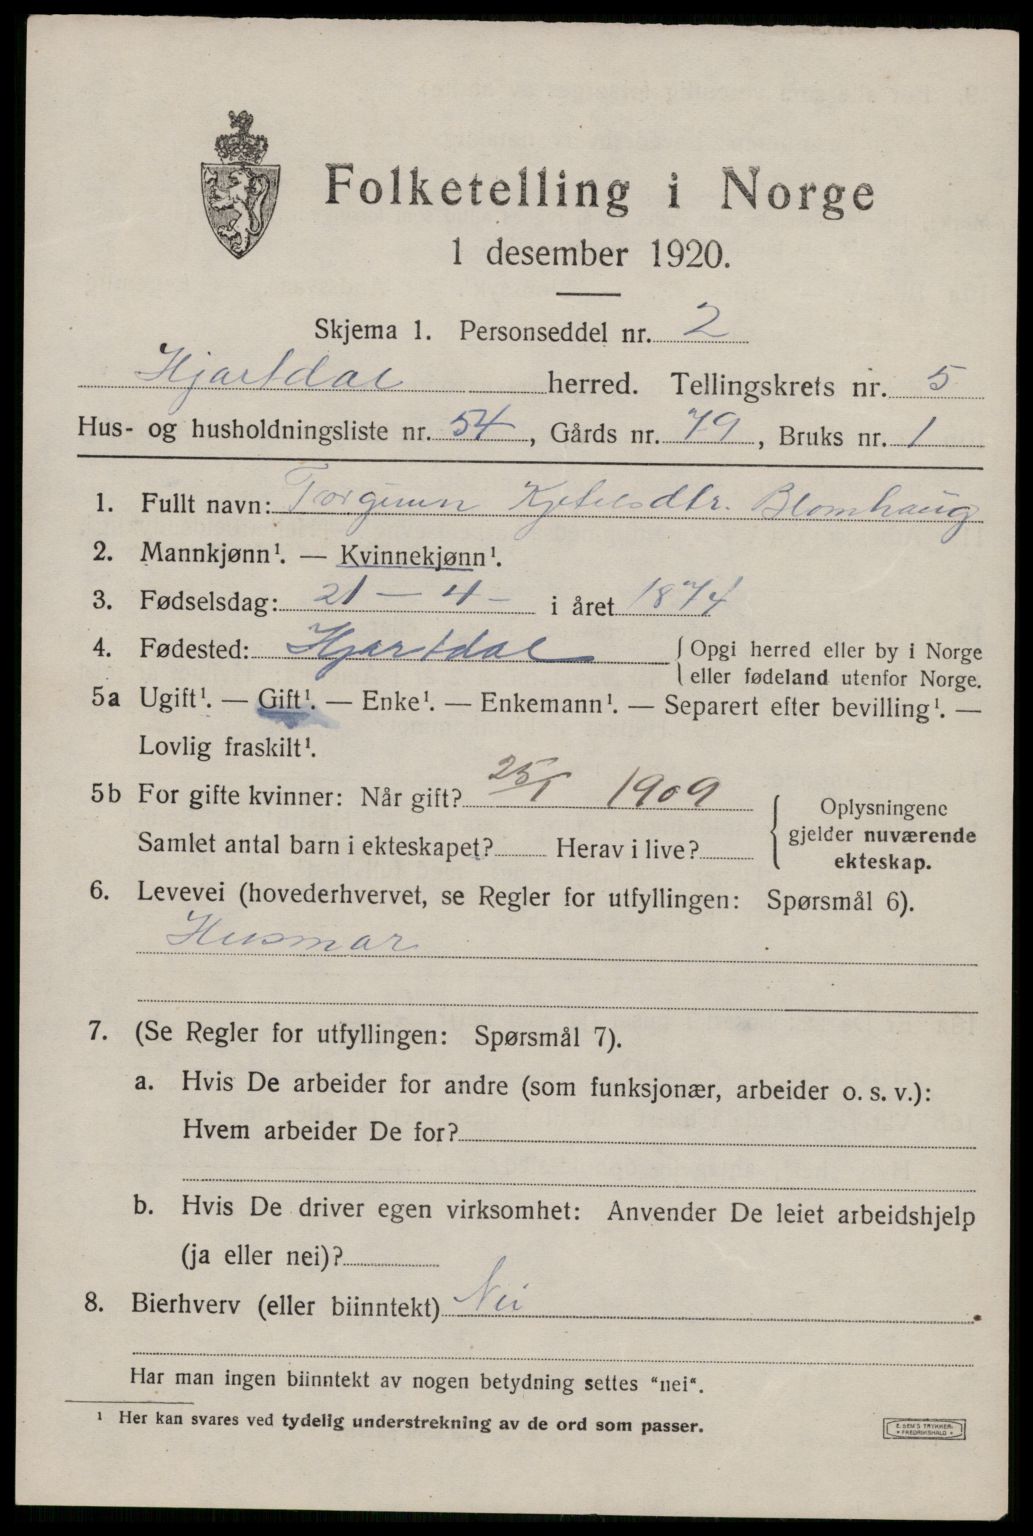 Folketelling i Norge
1 desember 1920.
Skjema 1. Personseddel nr. 2
Hjartdal herred. Tellingskrets nr. 5
Hus- og husholdningsliste nr. 54, Gårds nr. 79, Bruks nr. 1
1. Fullt navn: Torgunn Kjetilsdtr. Blomhaug
2. Mannkjønn¹. — Kvinnekjønn¹.
3. Fødselsdag: 21 — 4 — i året 1874
4. Fødested: Hjartdal { Opgi herred eller by i Norge
eller fødeland utenfor Norge.
5a Ugift¹. — Gift¹. — Enke¹. — Enkemann¹. — Separert efter bevilling¹. —
Lovlig fraskilt¹.
5b For gifte kvinner: Når gift? 25/1 1909
Samlet antal barn i ekteskapet? Herav i live?
{ Oplysningene
gjelder nuværende
ekteskap.
6. Levevei (hovederhvervet, se Regler for utfyllingen: Spørsmål 6).
Husmor
7. (Se Regler for utfyllingen: Spørsmål 7).
a. Hvis De arbeider for andre (som funksjonær, arbeider o. s. v.):
Hvem arbeider De for?
b. Hvis De driver egen virksomhet: Anvender De leiet arbeidshjelp
(ja eller nei)?
8. Bierhverv (eller biinntekt) Nei
Har man ingen biinntekt av nogen betydning settes "nei".
¹ Her kan svares ved tydelig understrekning av de ord som passer.
E. SEM'S TRYKKERI
* FREDRIKSHALD *